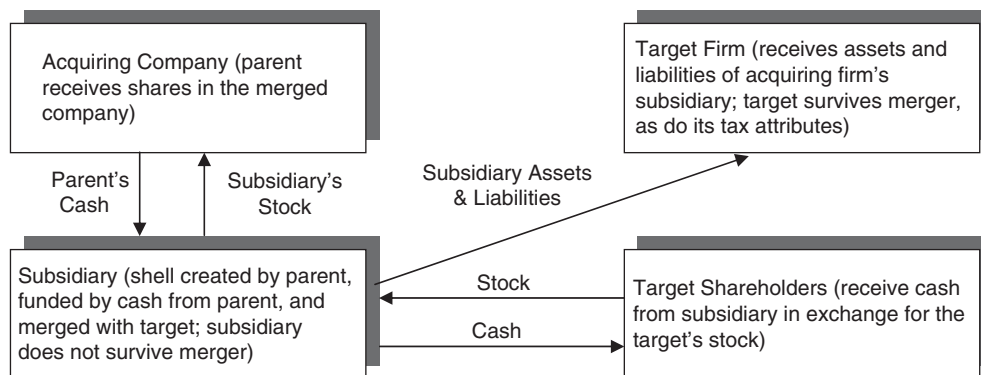 Acquiring Company (parent
receives shares in the merged
company)
Target Firm (receives assets and
liabilities of acquiring firm's
subsidiary; target survives merger,
as do its tax attributes)
Parent's
Cash
Subsidiary's
Stock
Subsidiary Assets
& Liabilities
Subsidiary (shell created by parent,
funded by cash from parent, and
merged with target; subsidiary
does not survive merger)
Stock
Cash
Target Shareholders (receive cash
from subsidiary in exchange for the
target's stock)